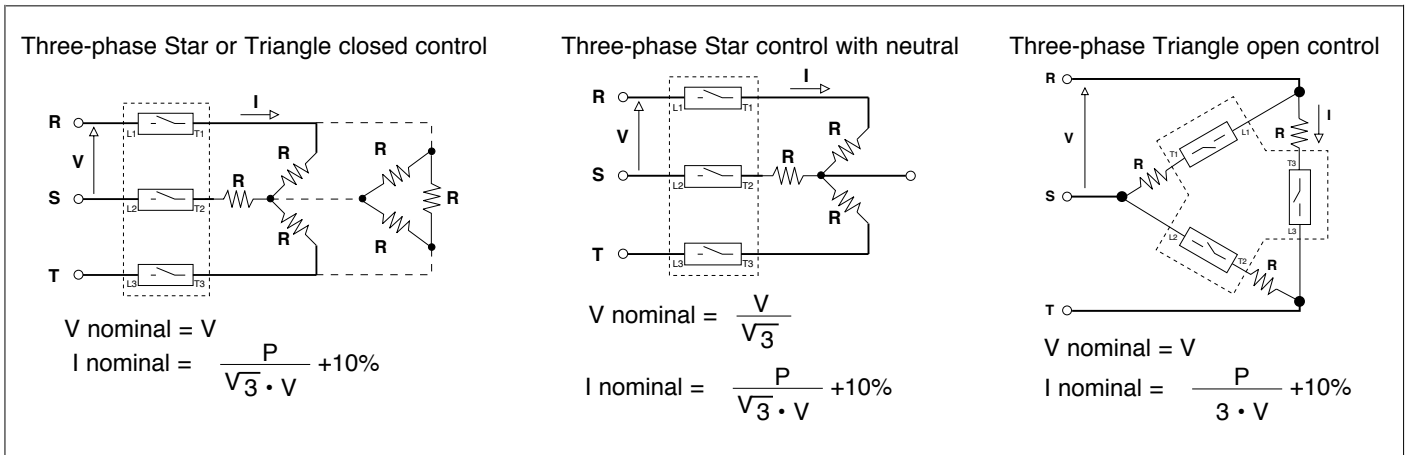 Three-phase Star or Triangle closed control
R
L1 T1
I
V
R
R
S
L2 T2
R
R
R
R
T
L3 T3
V nominal = V
I nominal = P / √3 • V +10%
Three-phase Star control with neutral
R
L1 T1
I
V
R
S
L2 T2
R
R
T
L3 T3
V nominal = V / √3
I nominal = P / √3 • V +10%
Three-phase Triangle open control
R
V
I
R
L1
T1
T3
R
S
L2
L3
T2
R
T
V nominal = V
I nominal = P / 3 • V +10%